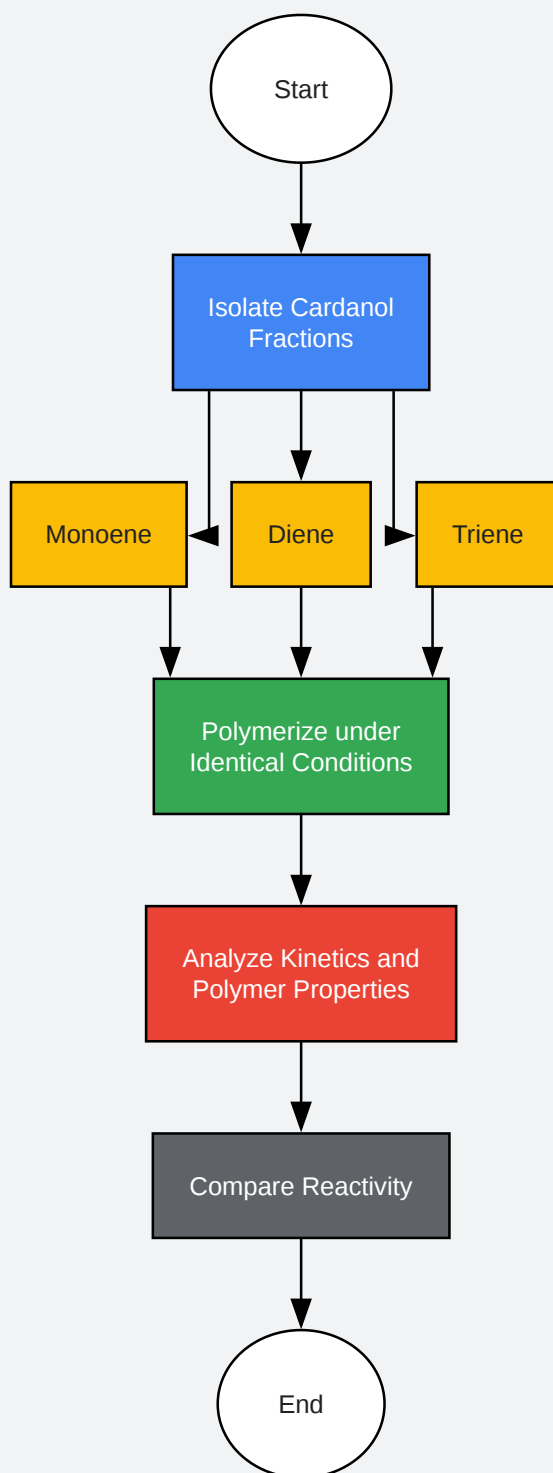 Start
Isolate Cardanol
Fractions
Monoene
Diene
Triene
Polymerize under
Identical Conditions
Analyze Kinetics and
Polymer Properties
Compare Reactivity
End